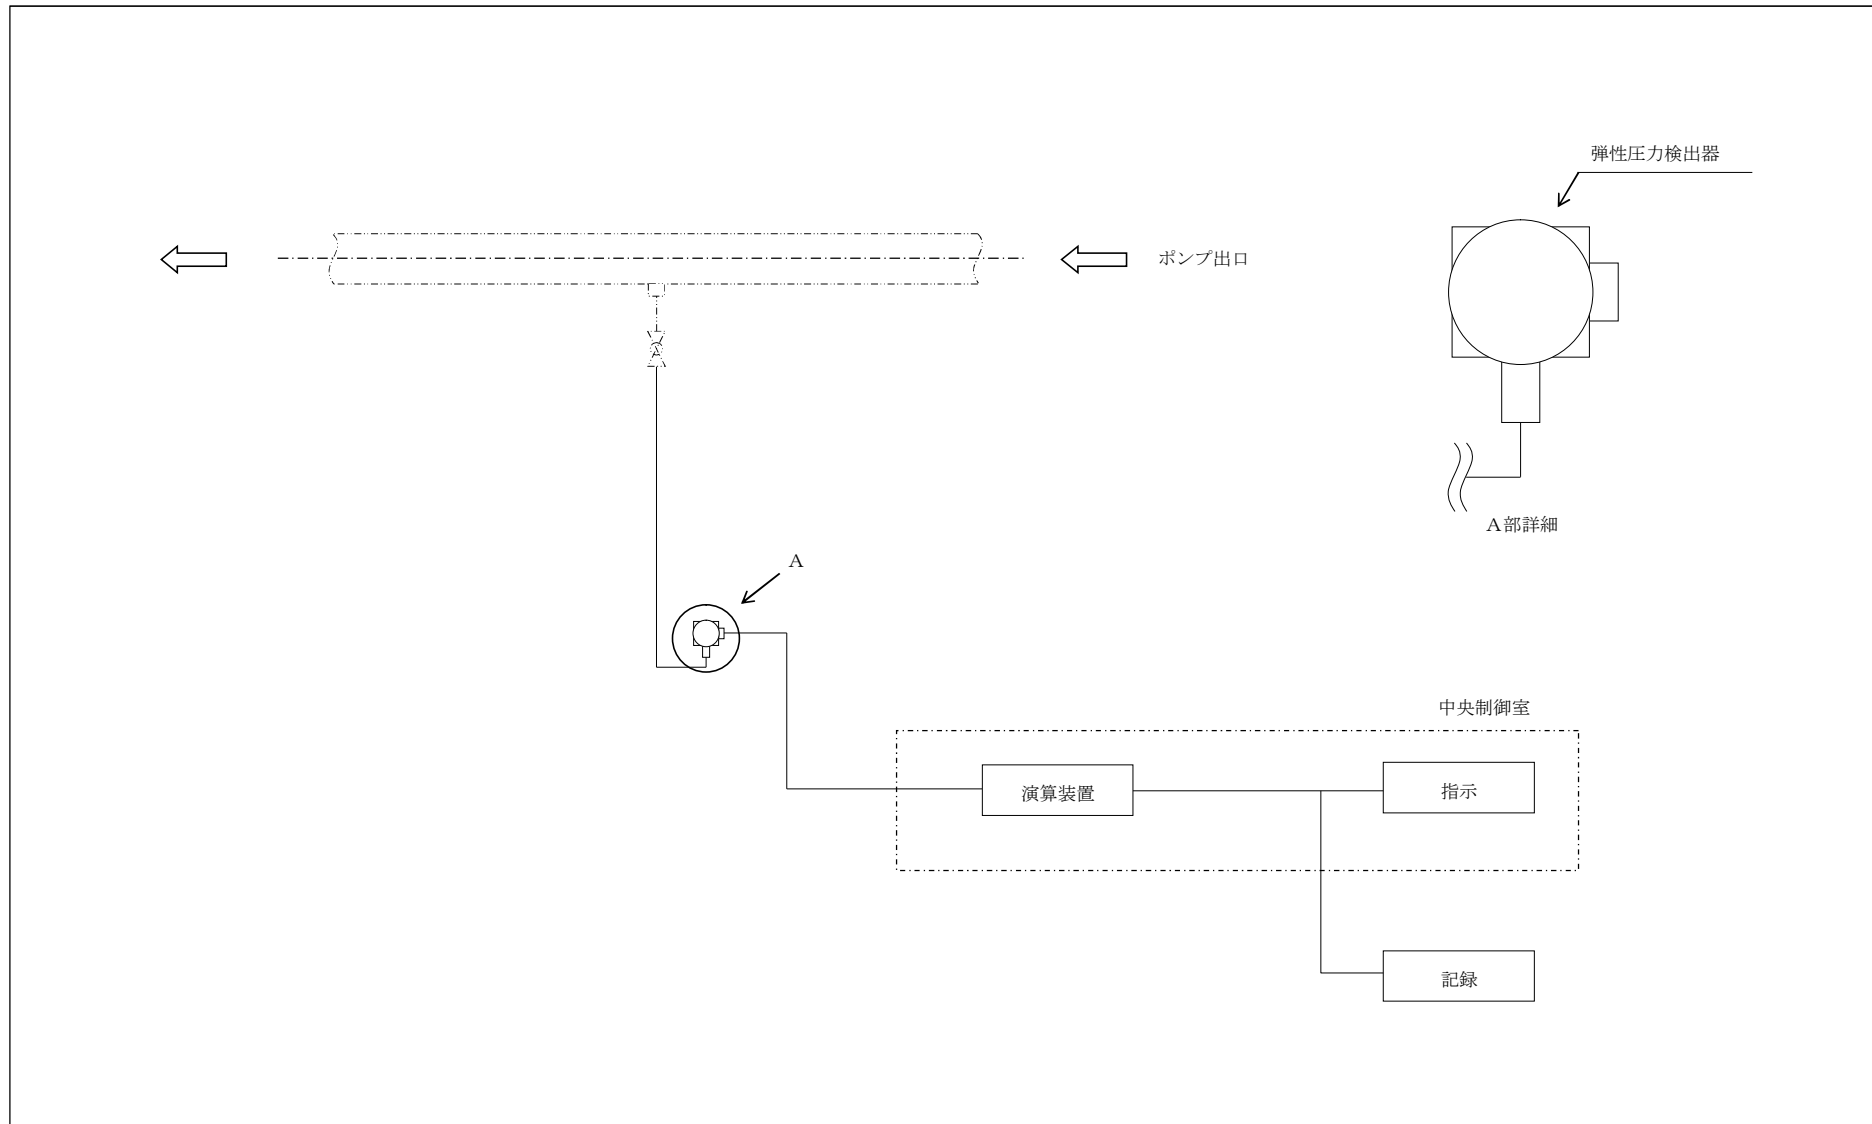 弾性圧力検出器
ポンプ出口
A部詳細
A
中央制御室
演算装置
指示
記録